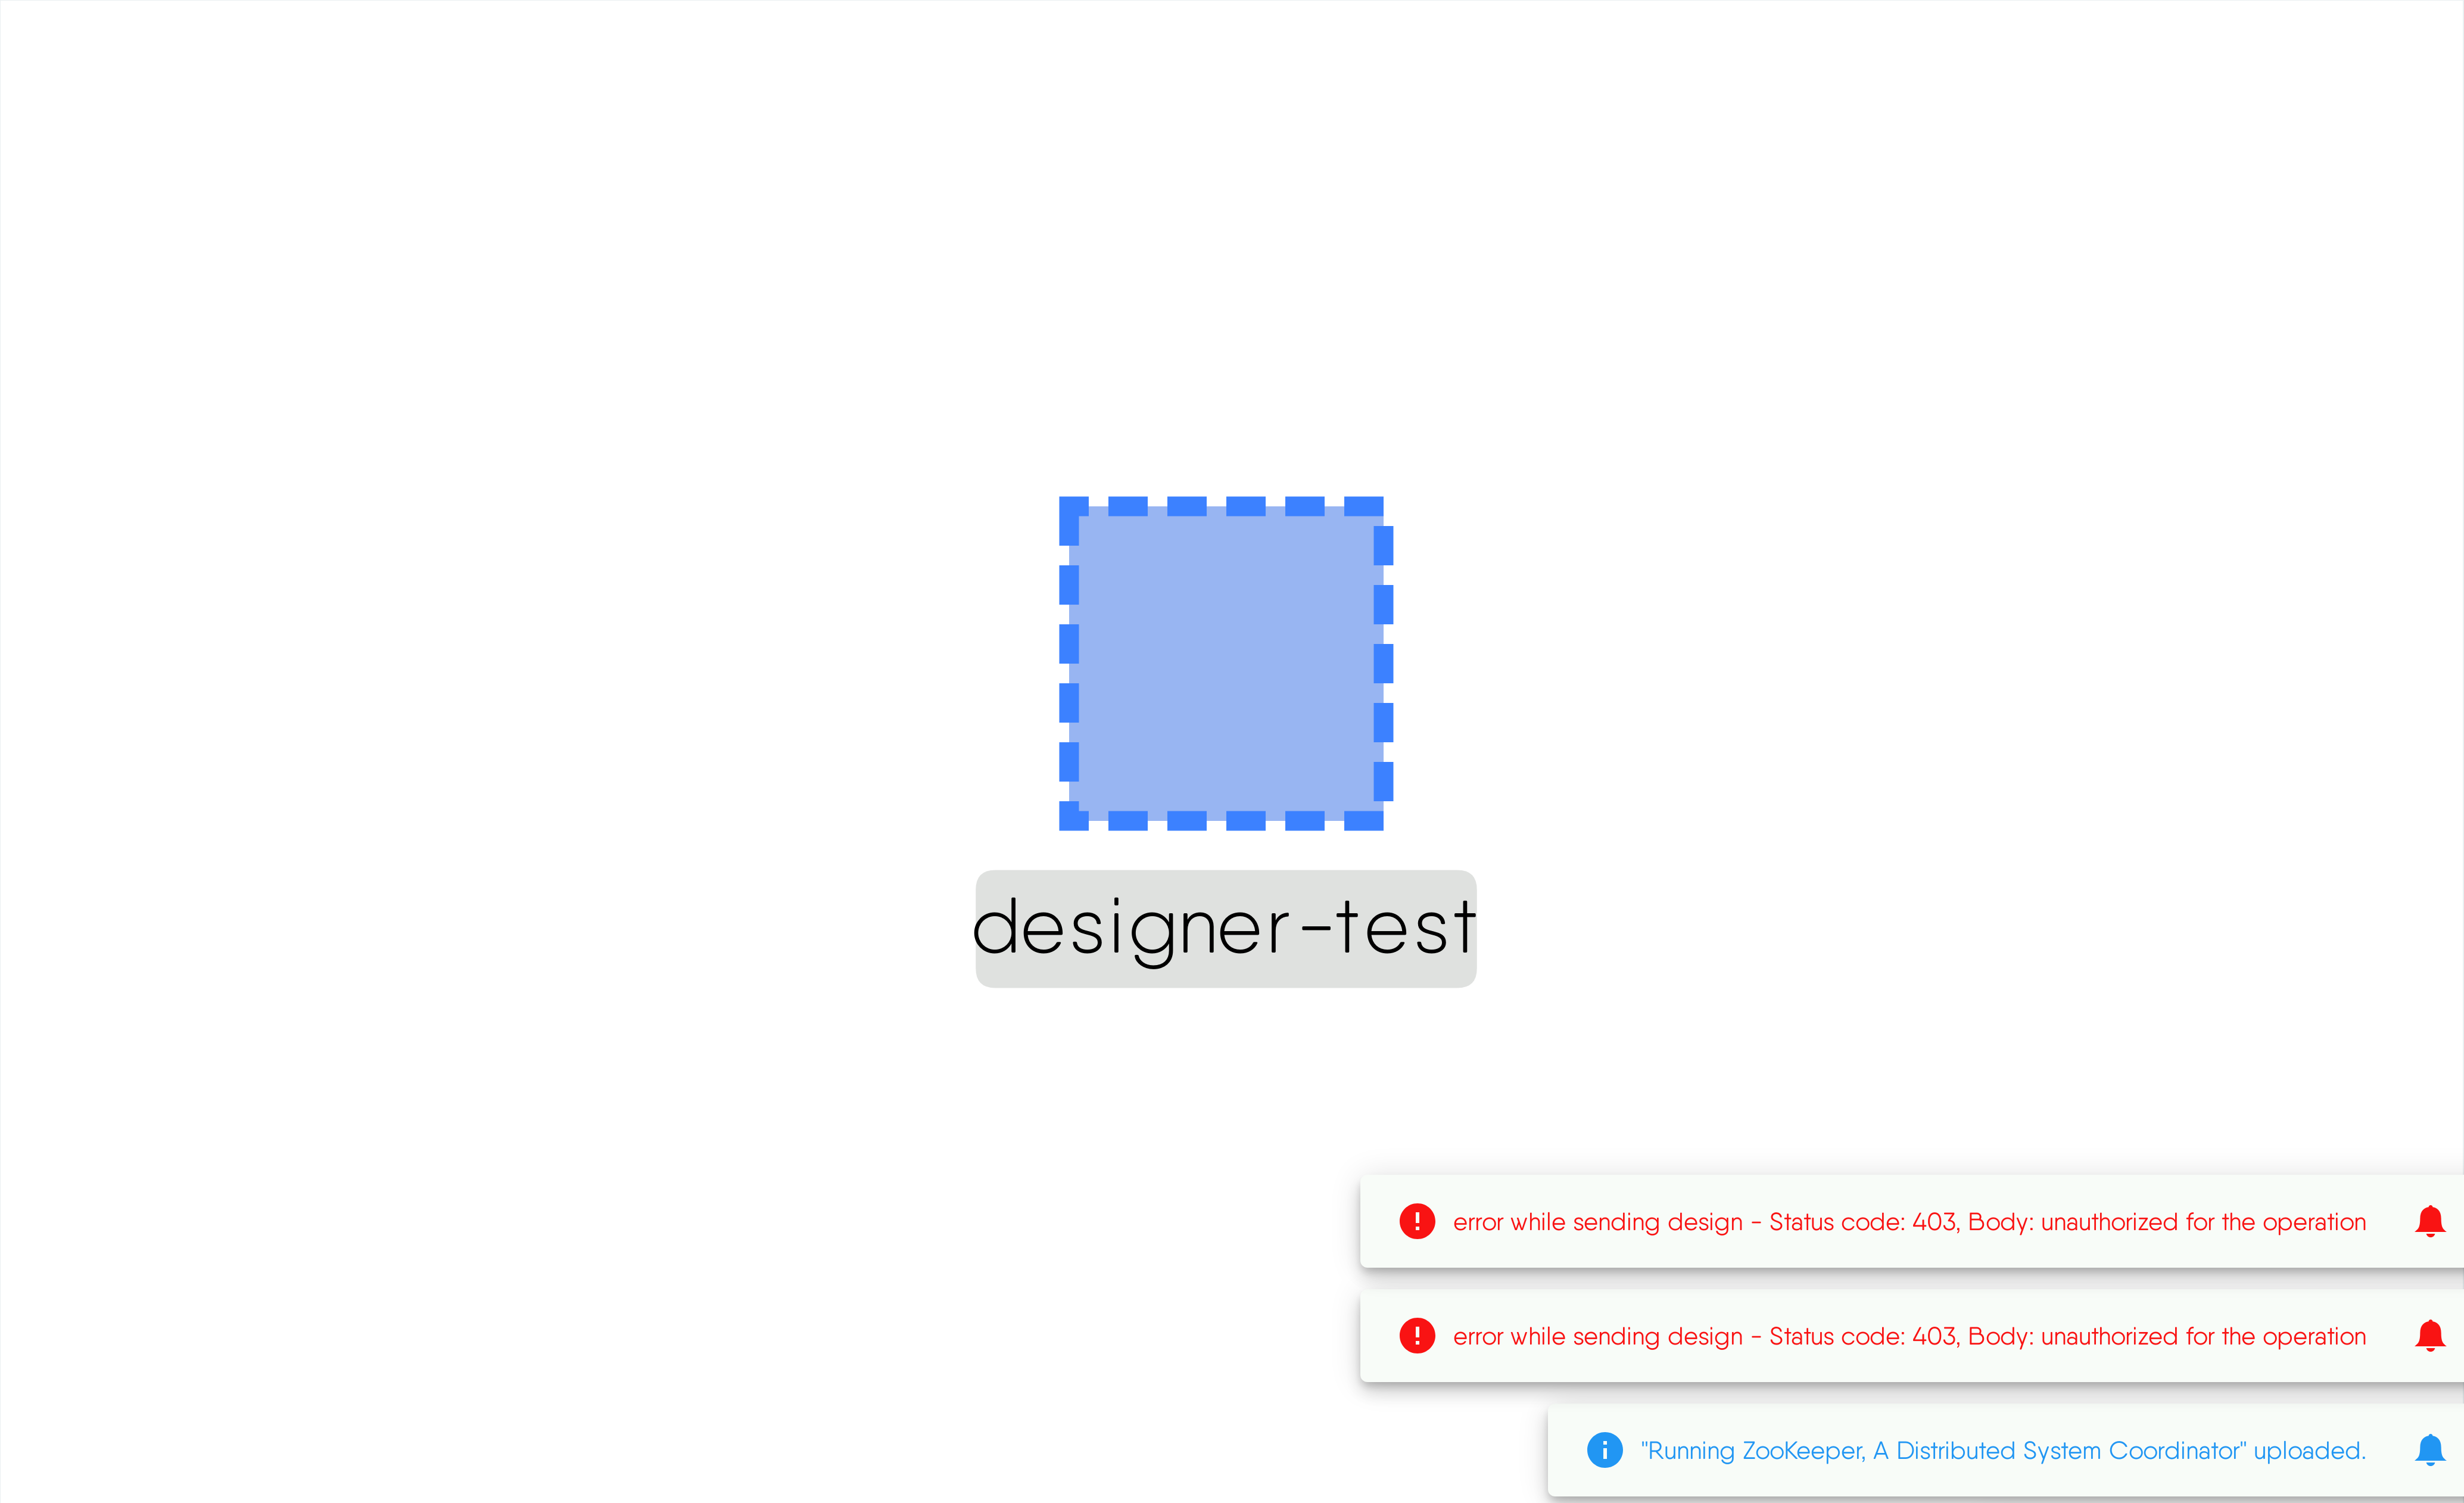 designer-test
error while sending design - Status code: 403, Body: unauthorized for the operation
error while sending design - Status code: 403, Body: unauthorized for the operation
"Running ZooKeeper, A Distributed System Coordinator" uploaded.